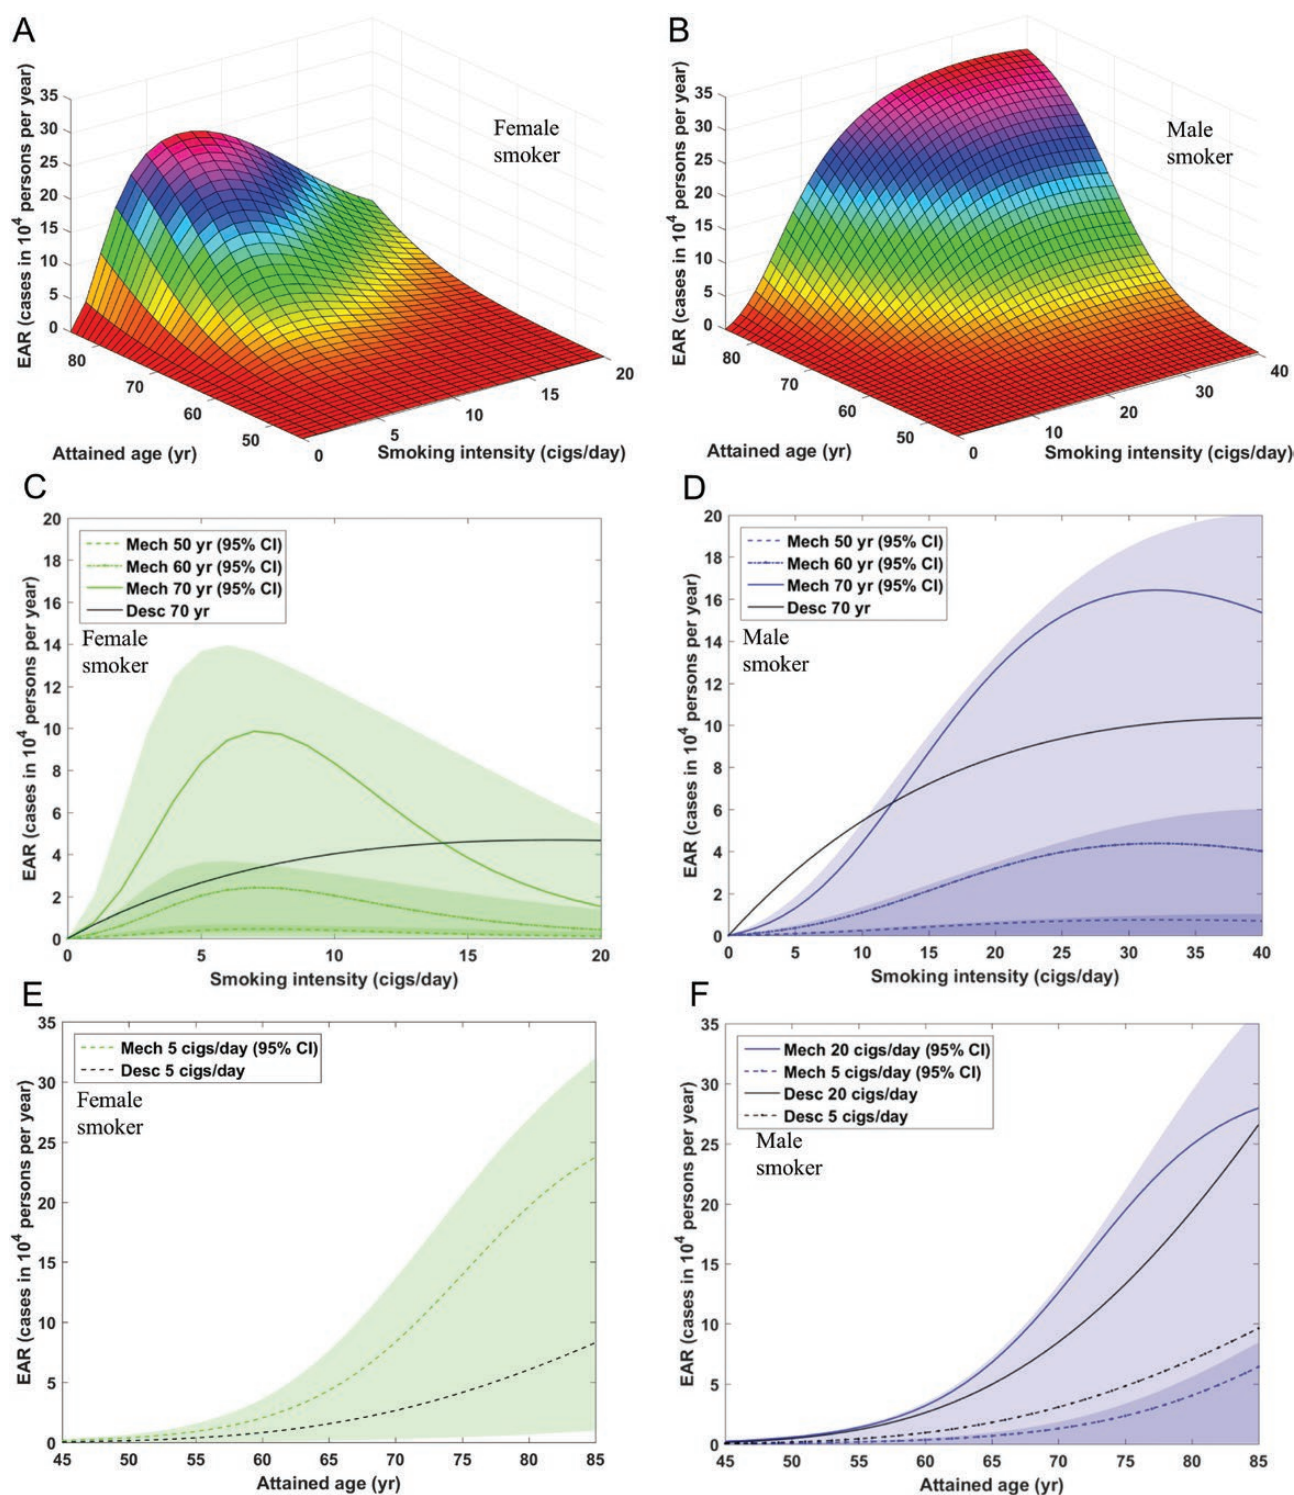 A
EAR (cases in 10⁴ persons per year)
35
30
25
20
15
10
5
0
Female
smoker
80
70
60
50
Attained age (yr)
0
5
10
15
20
Smoking intensity (cigs/day)
B
EAR (cases in 10⁴ persons per year)
35
30
25
20
15
10
5
0
Male
smoker
80
70
60
50
Attained age (yr)
0
10
20
30
40
Smoking intensity (cigs/day)
C
EAR (cases in 10⁴ persons per year)
20
18
16
14
12
10
8
6
4
2
0
Mech 50 yr (95% CI)
Mech 60 yr (95% CI)
Mech 70 yr (95% CI)
Desc 70 yr
Female
smoker
0
5
10
15
20
Smoking intensity (cigs/day)
D
EAR (cases in 10⁴ persons per year)
20
18
16
14
12
10
8
6
4
2
0
Mech 50 yr (95% CI)
Mech 60 yr (95% CI)
Mech 70 yr (95% CI)
Desc 70 yr
Male
smoker
0
5
10
15
20
25
30
35
40
Smoking intensity (cigs/day)
E
EAR (cases in 10⁴ persons per year)
35
30
25
20
15
10
5
0
Mech 5 cigs/day (95% CI)
Desc 5 cigs/day
Female
smoker
45
50
55
60
65
70
75
80
85
Attained age (yr)
F
EAR (cases in 10⁴ persons per year)
35
30
25
20
15
10
5
0
Mech 20 cigs/day (95% CI)
Mech 5 cigs/day (95% CI)
Desc 20 cigs/day
Desc 5 cigs/day
Male
smoker
45
50
55
60
65
70
75
80
85
Attained age (yr)